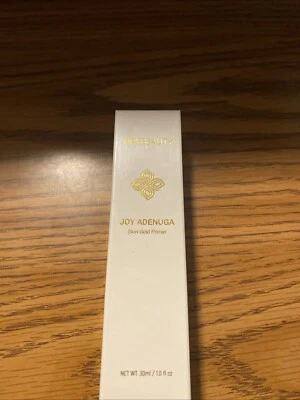 JOY ADENUGA
Skin Gold Primer
NET WT 30ml / 1.0 fl oz